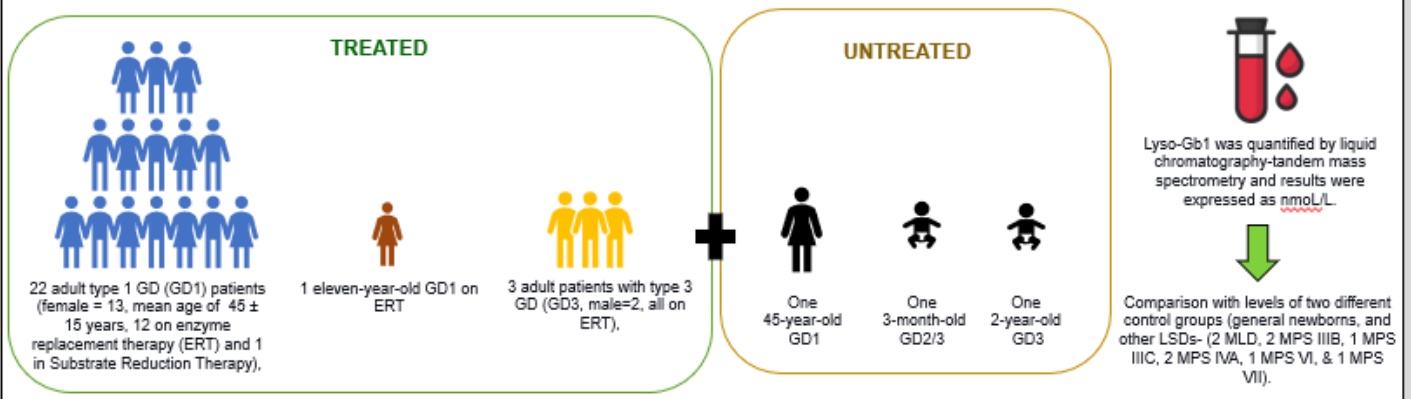 TREATED
22 adult type 1 GD (GD1) patients
(female = 13, mean age of 45 ±
15 years, 12 on enzyme
replacement therapy (ERT) and 1
in Substrate Reduction Therapy),
1 eleven-year-old GD1 on
ERT
3 adult patients with type 3
GD (GD3, male=2, all on
ERT),
UNTREATED
One
45-year-old
GD1
One
3-month-old
GD2/3
One
2-year-old
GD3
Lyso-Gb1 was quantified by liquid
chromatography-tandem mass
spectrometry and results were
expressed as nmoL/L.
Comparison with levels of two different
control groups (general newborns, and
other LSDs- (2 MLD, 2 MPS IIIB, 1 MPS
IIIC, 2 MPS IVA, 1 MPS VI, & 1 MPS
VII).